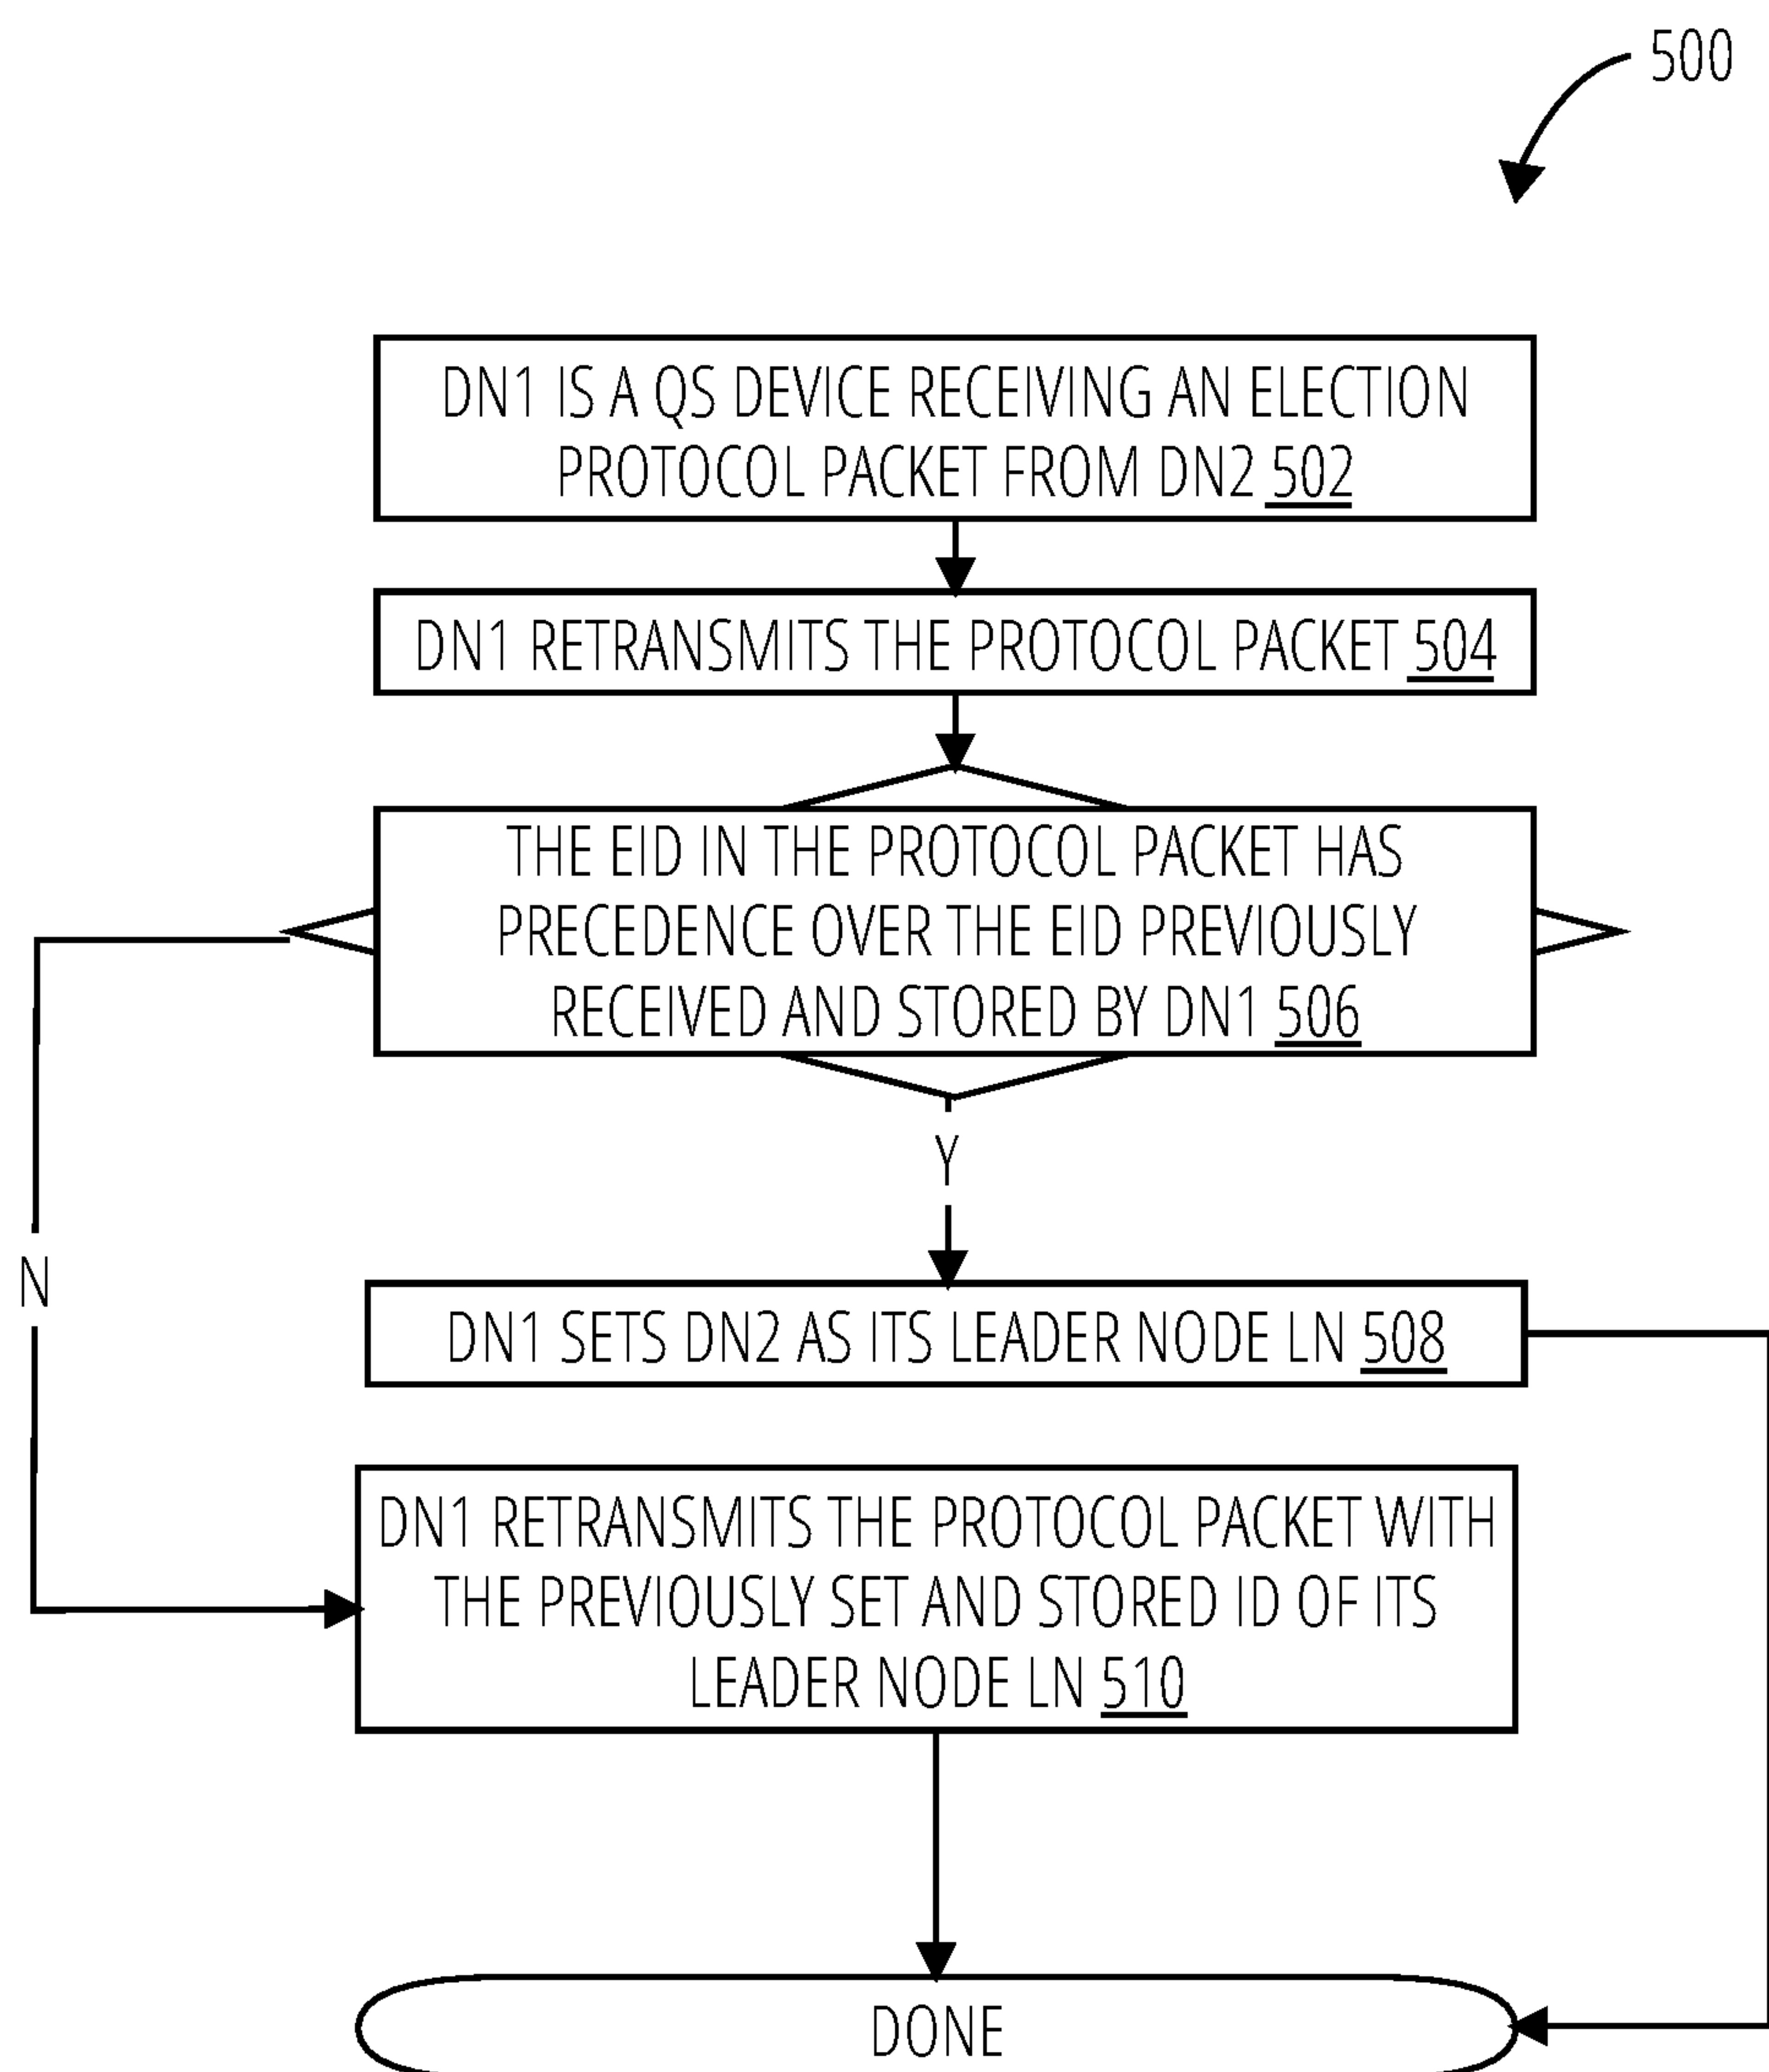 500
DN1 IS A QS DEVICE RECEIVING AN ELECTION
PROTOCOL PACKET FROM DN2 502
DN1 RETRANSMITS THE PROTOCOL PACKET 504
THE EID IN THE PROTOCOL PACKET HAS
PRECEDENCE OVER THE EID PREVIOUSLY
RECEIVED AND STORED BY DN1 506
Y
N
DN1 SETS DN2 AS ITS LEADER NODE LN 508
DN1 RETRANSMITS THE PROTOCOL PACKET WITH
THE PREVIOUSLY SET AND STORED ID OF ITS
LEADER NODE LN 510
DONE